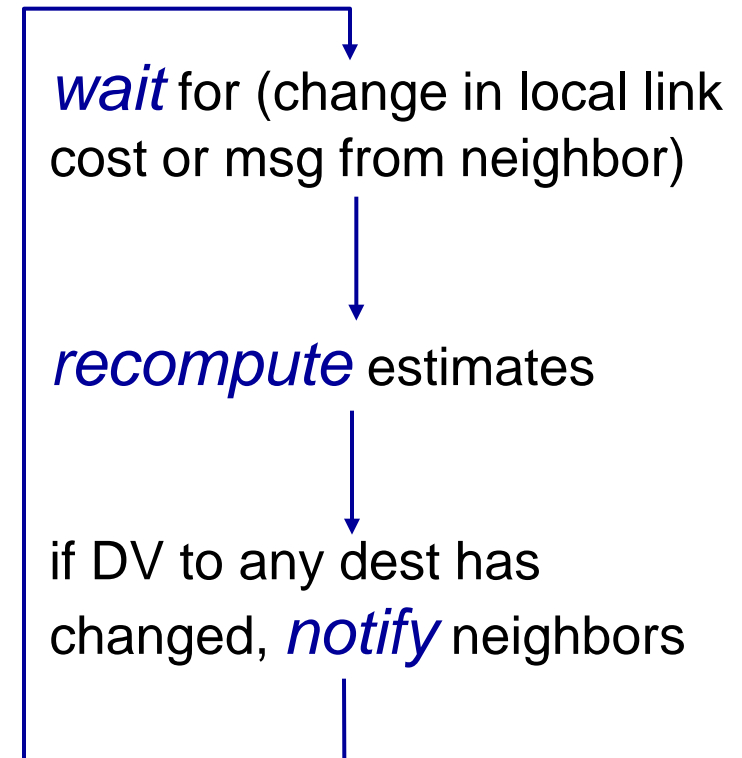 wait for (change in local link
cost or msg from neighbor)
recompute estimates
if DV to any dest has
changed, notify neighbors